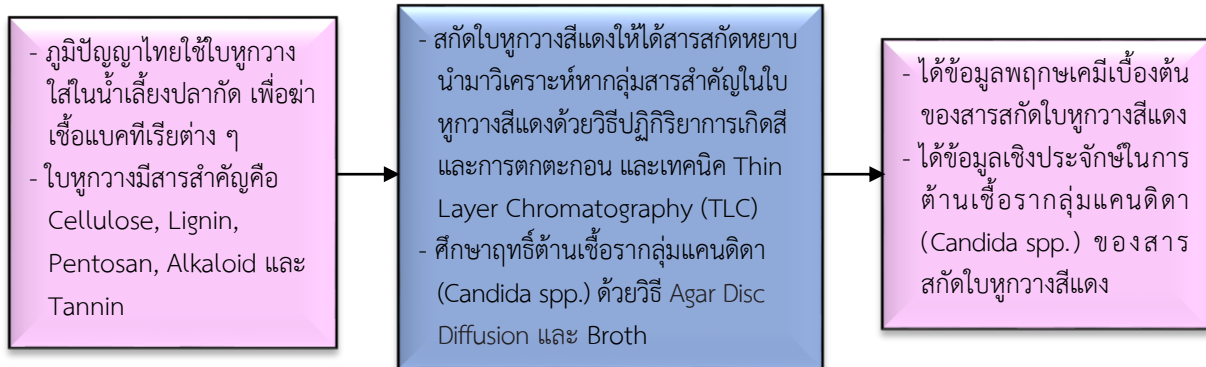 - ภูมิปัญญาไทยใช้ใบหูกวาง
ใส่ในน้ำเลี้ยงปลากัด เพื่อฆ่า
เชื้อแบคทีเรียต่าง ๆ
- ใบหูกวางมีสารสำคัญคือ
Cellulose, Lignin,
Pentosan, Alkaloid และ
Tannin
- สกัดใบหูกวางสีแดงให้ได้สารสกัดหยาบ
นำมาวิเคราะห์หากลุ่มสารสำคัญในใบ
หูกวางสีแดงด้วยวิธีปฏิกิริยาการเกิดสี
และการตกตะกอน และเทคนิค Thin
Layer Chromatography (TLC)
- ศึกษาฤทธิ์ต้านเชื้อรากลุ่มแคนดิดา
(Candida spp.) ด้วยวิธี Agar Disc
Diffusion และ Broth
- ได้ข้อมูลพฤกษเคมีเบื้องต้น
ของสารสกัดใบหูกวางสีแดง
- ได้ข้อมูลเชิงประจักษ์ในการ
ต้านเชื้อรากลุ่มแคนดิดา
(Candida spp.) ของสาร
สกัดใบหูกวางสีแดง